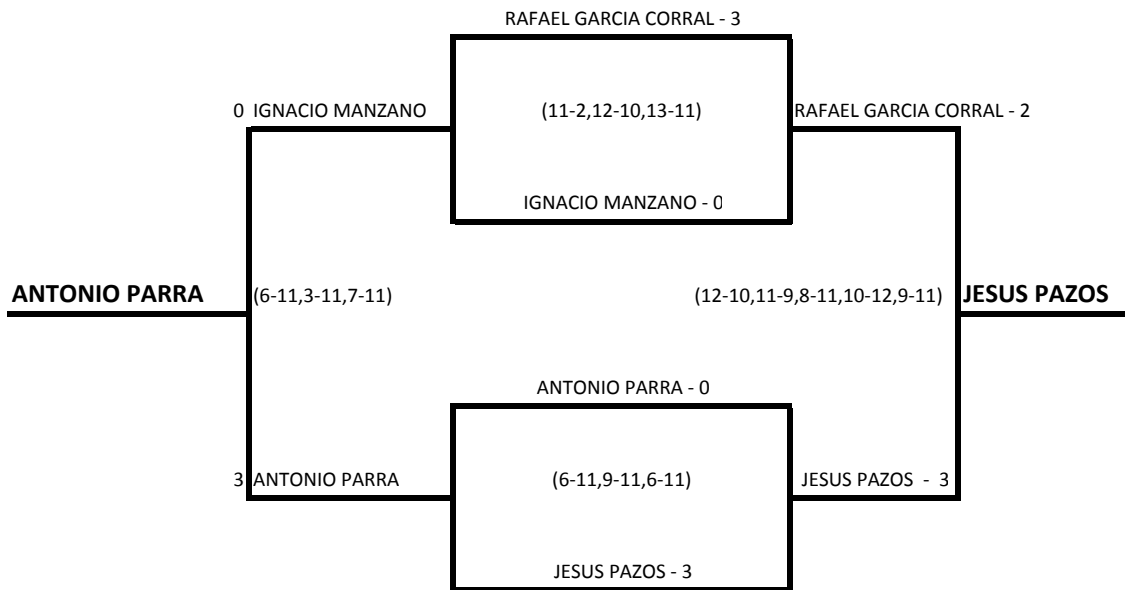 RAFAEL GARCIA CORRAL - 3
0 IGNACIO MANZANO
(11-2,12-10,13-11)
RAFAEL GARCIA CORRAL - 2
IGNACIO MANZANO - 0
ANTONIO PARRA
(6-11,3-11,7-11)
(12-10,11-9,8-11,10-12,9-11)
JESUS PAZOS
ANTONIO PARRA - 0
3 ANTONIO PARRA
(6-11,9-11,6-11)
JESUS PAZOS - 3
JESUS PAZOS - 3